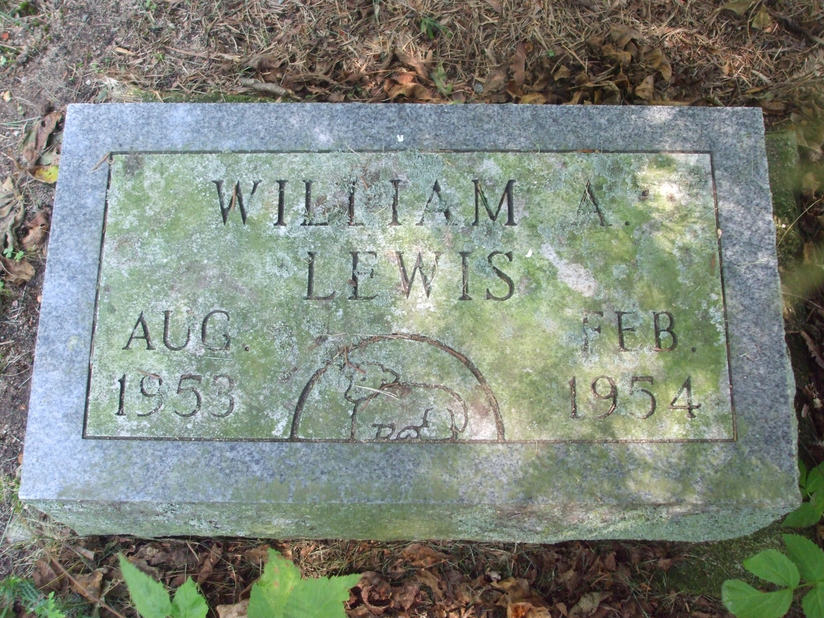 WILLIAM A.
LEWIS
AUG. FEB.
1953 1954